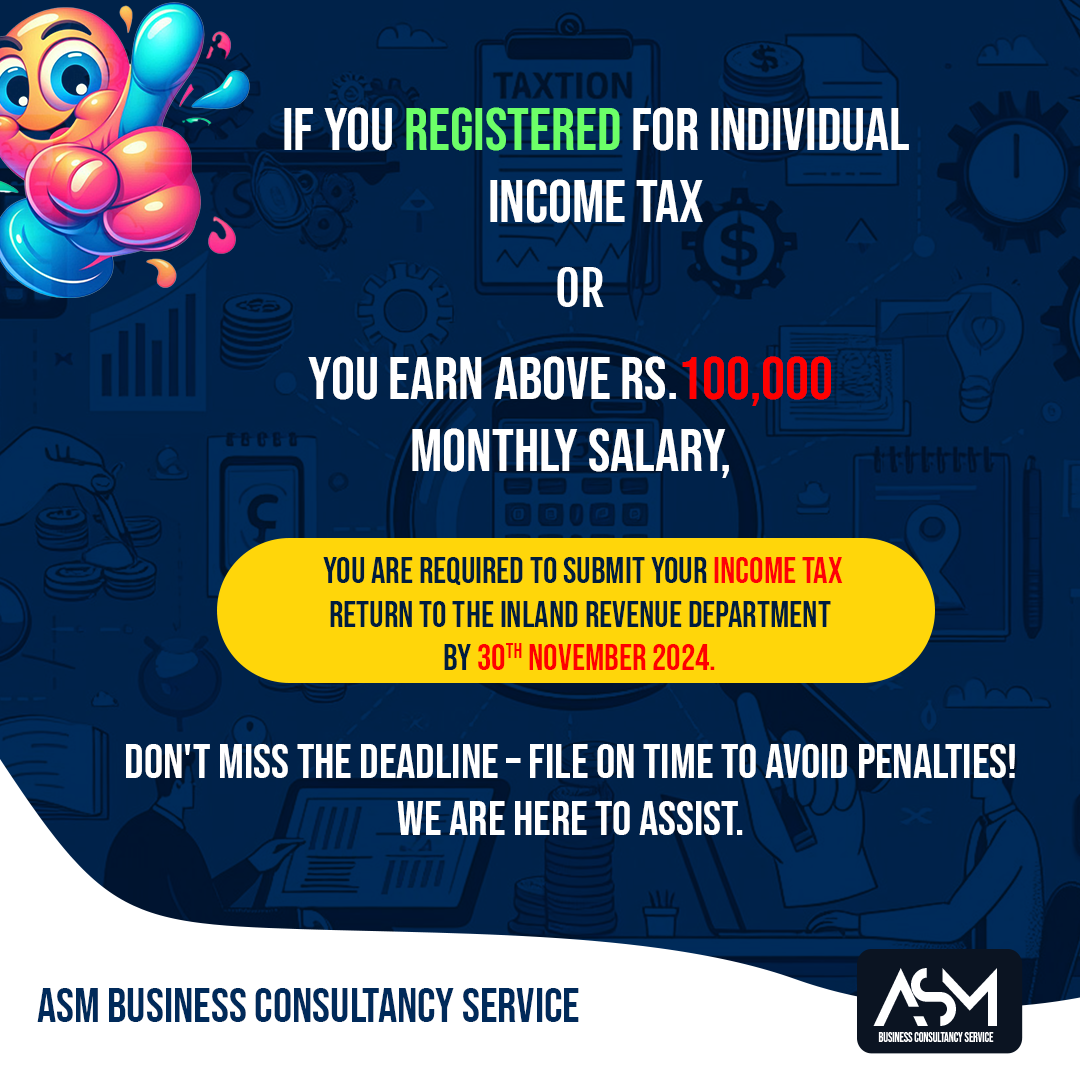 TAXTION
IF YOU REGISTERED FOR INDIVIDUAL
INCOME TAX
OR
YOU EARN ABOVE RS.100,000
MONTHLY SALARY,
YOU ARE REQUIRED TO SUBMIT YOUR INCOME TAX
RETURN TO THE INLAND REVENUE DEPARTMENT
BY 30TH NOVEMBER 2024.
DON'T MISS THE DEADLINE – FILE ON TIME TO AVOID PENALTIES!
WE ARE HERE TO ASSIST.
ASM BUSINESS CONSULTANCY SERVICE
ASM
BUSINESS CONSULTANCY SERVICE